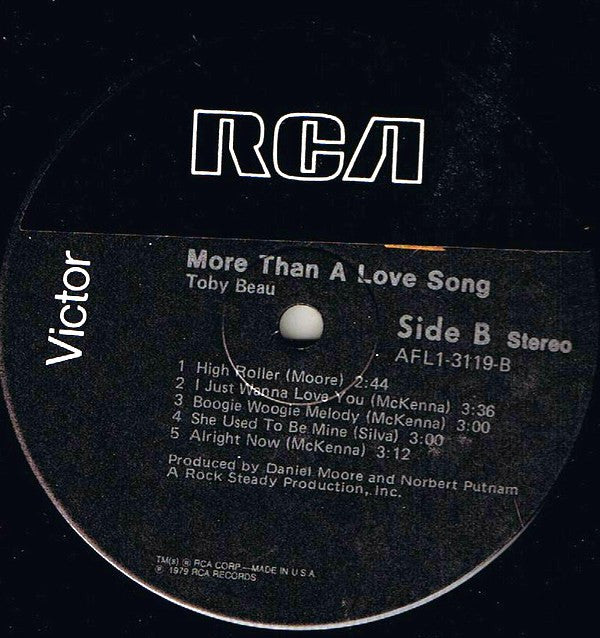 RCA
Victor
More Than A Love Song
Toby Beau
Side B Stereo
AFL1-3119-B
1 High Roller (Moore) 2:44
2 I Just Wanna Love You (McKenna) 3:36
3 Boogie Woogie Melody (McKenna) 3:00
4 She Used To Be Mine (Silva) 3:00
5 Alright Now (McKenna) 3:12
Produced by Daniel Moore and Norbert Putnam
A Rock Steady Production, Inc.
TM(s) ® RCA CORP.—MADE IN U.S.A.
℗ 1979 RCA RECORDS